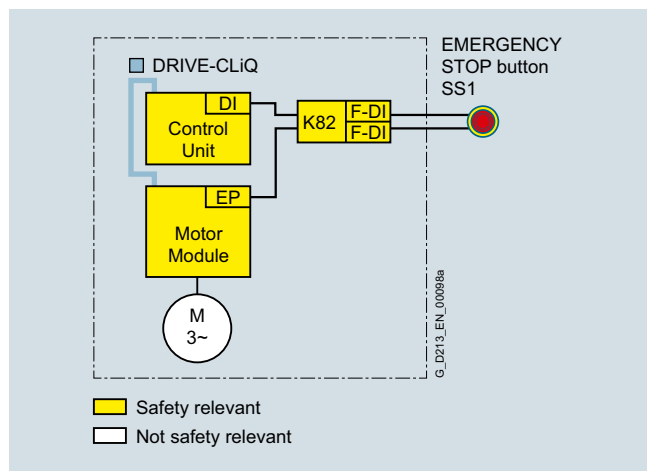 EMERGENCY
STOP button
SS1
DRIVE-CLiQ
DI
Control
Unit
K82
F-DI
F-DI
EP
Motor
Module
M
3~
G_D213_EN_00098a
Safety relevant
Not safety relevant